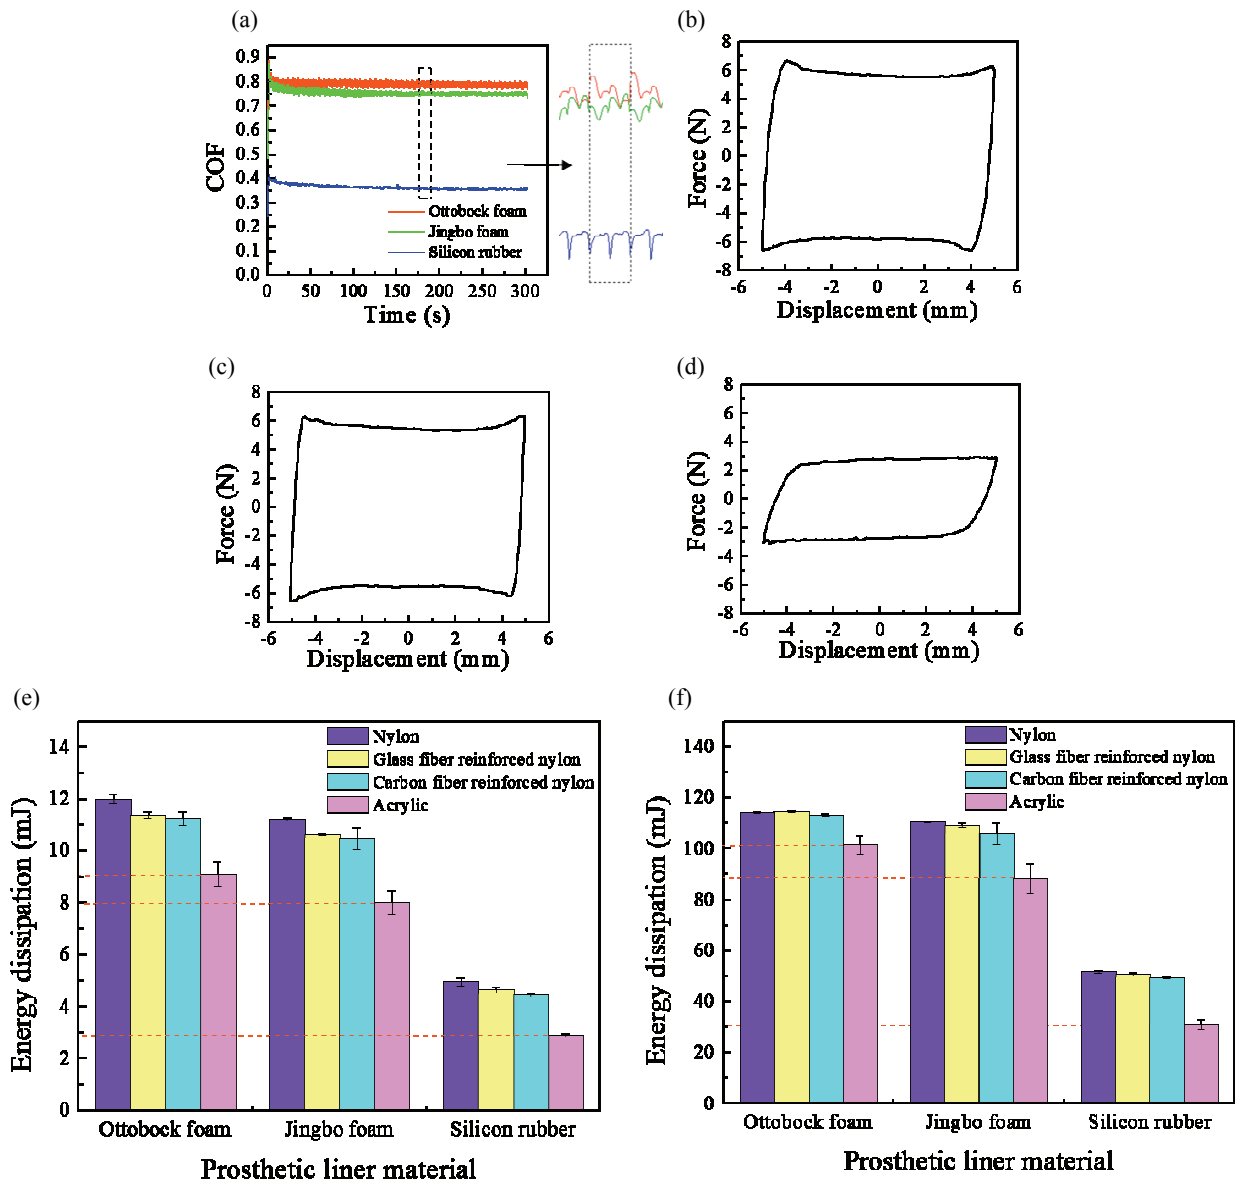 (a)
COF
0.9
0.8
0.7
0.6
0.5
0.4
0.3
0.2
0.1
0.0
0 50 100 150 200 250 300
Time (s)
Ottobock foam
Jingbo foam
Silicon rubber
(b)
Force (N)
8
6
4
2
0
-2
-4
-6
-8
-6 -4 -2 0 2 4 6
Displacement (mm)
(c)
Force (N)
8
6
4
2
0
-2
-4
-6
-8
-6 -4 -2 0 2 4 6
Displacement (mm)
(d)
Force (N)
8
6
4
2
0
-2
-4
-6
-8
-6 -4 -2 0 2 4 6
Displacement (mm)
(e)
Energy dissipation (mJ)
14
12
10
8
6
4
2
0
Nylon
Glass fiber reinforced nylon
Carbon fiber reinforced nylon
Acrylic
Ottobock foam Jingbo foam Silicon rubber
Prosthetic liner material
(f)
Energy dissipation (mJ)
140
120
100
80
60
40
20
0
Nylon
Glass fiber reinforced nylon
Carbon fiber reinforced nylon
Acrylic
Ottobock foam Jingbo foam Silicon rubber
Prosthetic liner material